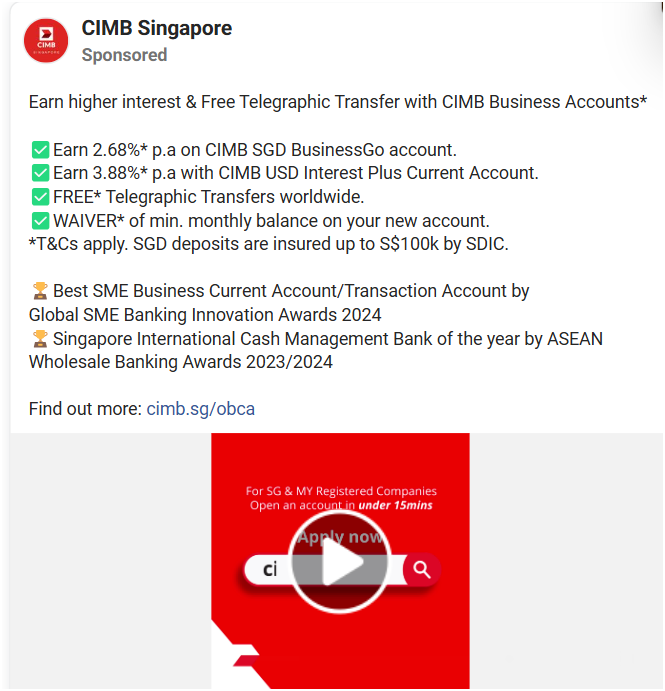 CIMB Singapore
Sponsored
Earn higher interest & Free Telegraphic Transfer with CIMB Business Accounts*
✅ Earn 2.68%* p.a on CIMB SGD BusinessGo account.
✅ Earn 3.88%* p.a with CIMB USD Interest Plus Current Account.
✅ FREE* Telegraphic Transfers worldwide.
✅ WAIVER* of min. monthly balance on your new account.
*T&Cs apply. SGD deposits are insured up to S$100k by SDIC.
🏆 Best SME Business Current Account/Transaction Account by
Global SME Banking Innovation Awards 2024
🏆 Singapore International Cash Management Bank of the year by ASEAN
Wholesale Banking Awards 2023/2024
Find out more: cimb.sg/obca
CIMB
SINGAPORE
For SG & MY Registered Companies
Open an account in under 15mins
Apply now
ci